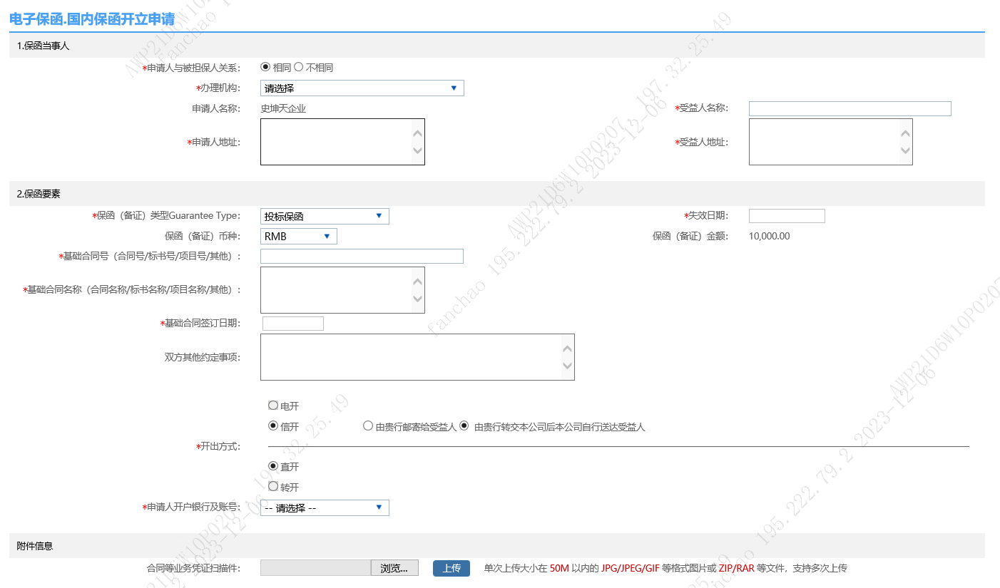 电子保函.国内保函开立申请
1.保函当事人
*申请人与被担保人关系： 相同 不相同
*办理机构： 请选择
申请人名称： 史坤天企业 *受益人名称：
*申请人地址： *受益人地址：
2.保函要素
*保函（备证）类型Guarantee Type： 投标保函 *失效日期：
保函（备证）币种： RMB 保函（备证）金额： 10,000.00
*基础合同号（合同号/标书号/项目号/其他）：
*基础合同名称（合同名称/标书名称/项目名称/其他）：
*基础合同签订日期：
双方其他约定事项：
电开
信开 由贵行邮寄给受益人 由贵行转交本公司后本公司自行送达受益人
*开出方式：
直开
转开
*申请人开户银行及账号： -- 请选择 --
附件信息
合同等业务凭证扫描件： 浏览... 上传 单次上传大小在 50M 以内的 JPG/JPEG/GIF 等格式图片或 ZIP/RAR 等文件，支持多次上传
AWP21D6W10P0207, 197.32.25.49
fanchao 195.222.79.2 2023-12-06